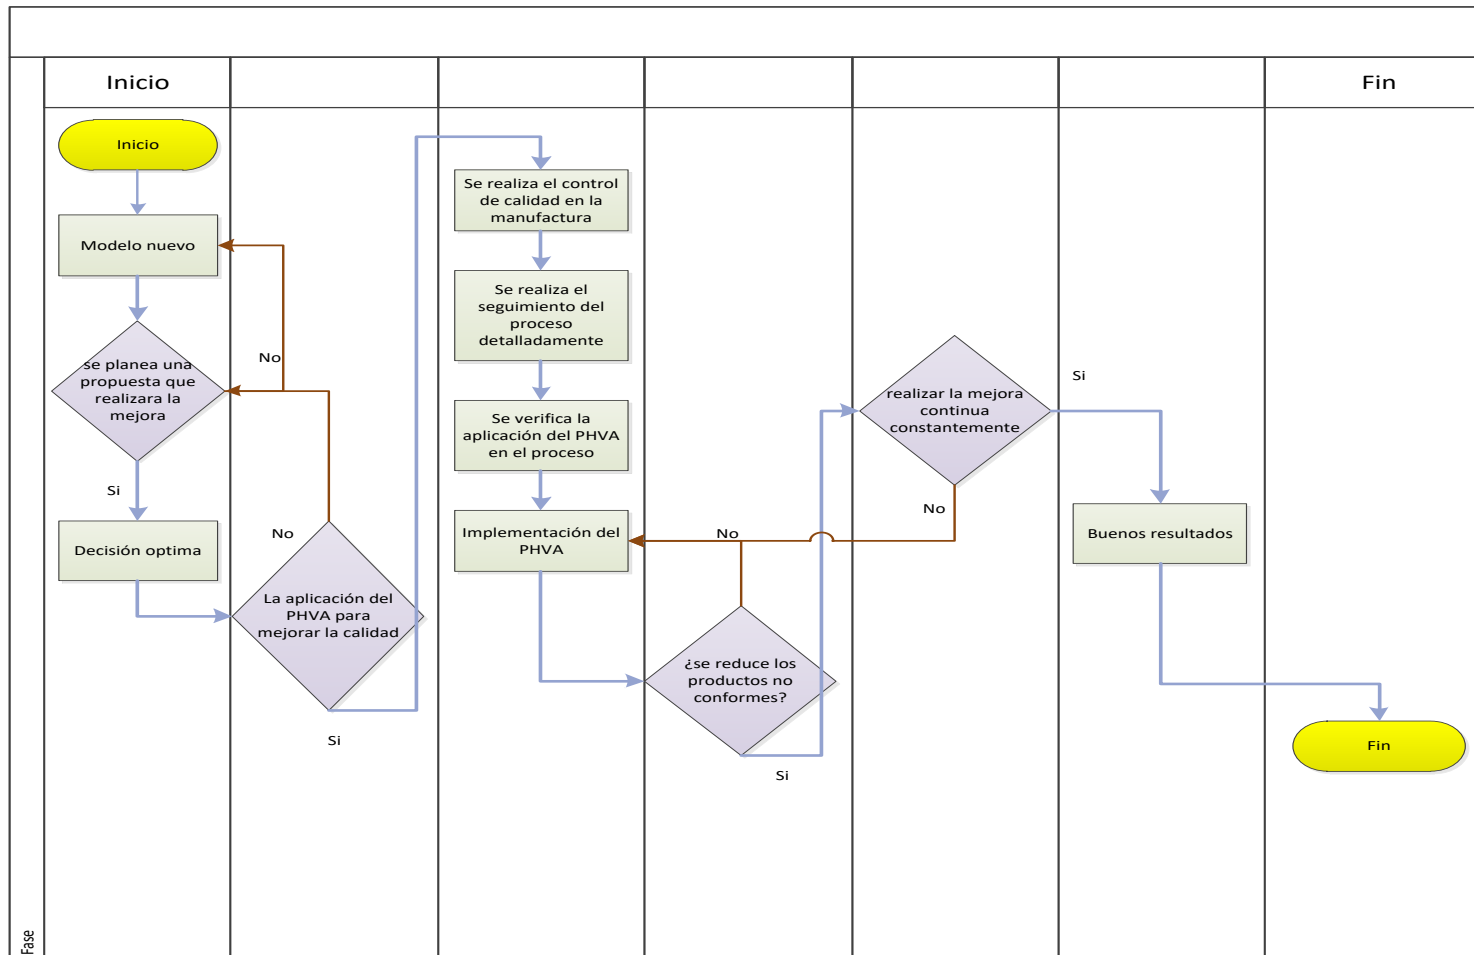 Inicio
Fin
Inicio
Modelo nuevo
se planea una
propuesta que
realizara la
mejora
No
Si
Decisión optima
No
La aplicación del
PHVA para
mejorar la calidad
Si
Se realiza el control
de calidad en la
manufactura
Se realiza el
seguimiento del
proceso
detalladamente
Se verifica la
aplicación del PHVA
en el proceso
Implementación del
PHVA
No
¿se reduce los
productos no
conformes?
Si
realizar la mejora
continua
constantemente
No
Si
Buenos resultados
Fin
Fase